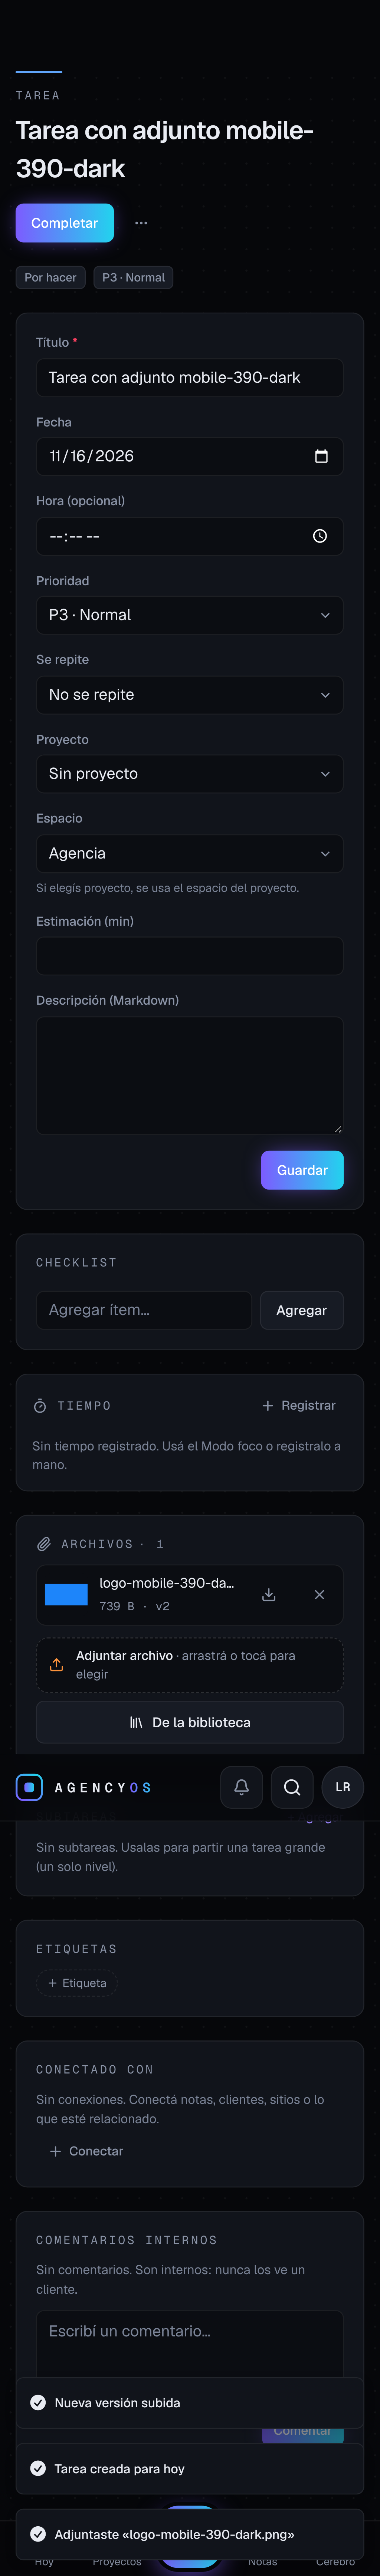 TAREA
Tarea con adjunto mobile-
390-dark
Completar
Por hacer
P3 · Normal
Título *
Tarea con adjunto mobile-390-dark
Fecha
11/16/2026
Hora (opcional)
--:-- --
Prioridad
P3 · Normal
Se repite
No se repite
Proyecto
Sin proyecto
Espacio
Agencia
Si elegís proyecto, se usa el espacio del proyecto.
Estimación (min)
Descripción (Markdown)
Guardar
CHECKLIST
Agregar ítem...
Agregar
TIEMPO
+ Registrar
Sin tiempo registrado. Usá el Modo foco o registralo a
mano.
ARCHIVOS · 1
logo-mobile-390-da...
739 B · v2
Adjuntar archivo · arrastrá o tocá para
elegir
De la biblioteca
AGENCYOS
LR
Sin subtareas. Usalas para partir una tarea grande
(un solo nivel).
ETIQUETAS
+ Etiqueta
CONECTADO CON
Sin conexiones. Conectá notas, clientes, sitios o lo
que esté relacionado.
+ Conectar
COMENTARIOS INTERNOS
Sin comentarios. Son internos: nunca los ve un
cliente.
Escribí un comentario...
Nueva versión subida
Comentar
Tarea creada para hoy
Adjuntaste «logo-mobile-390-dark.png»
Hoy
Proyectos
Notas
Cerebro